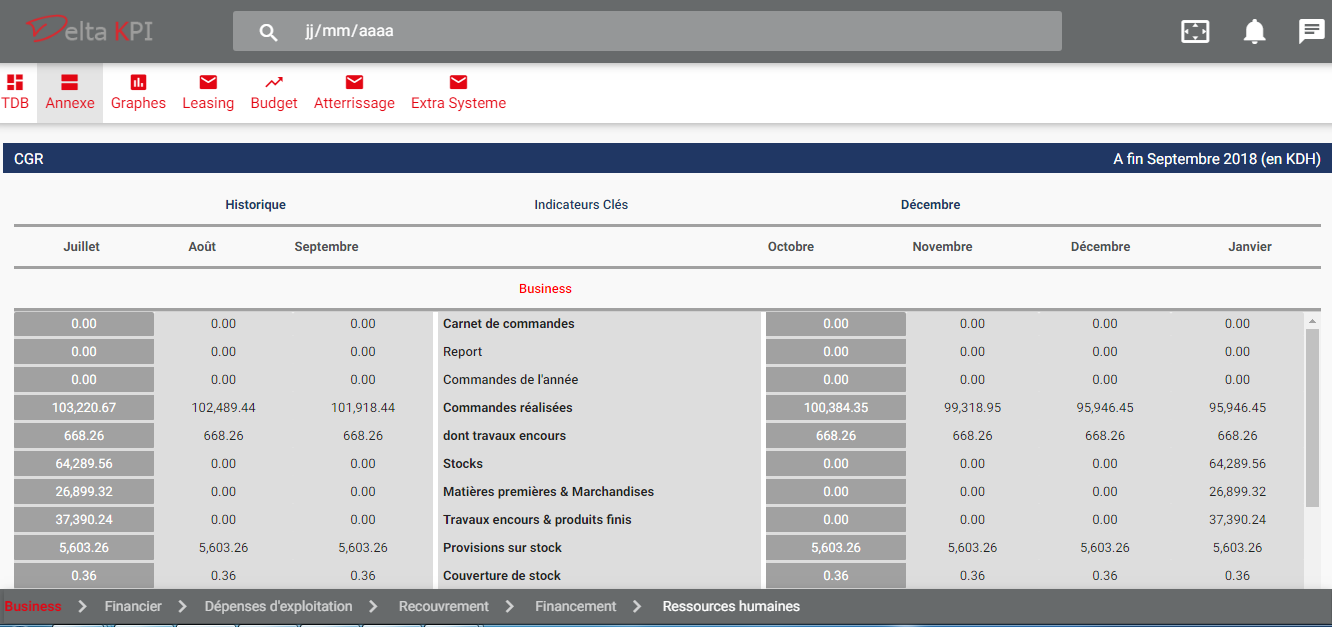 Delta KPI
jj/mm/aaaa
TDB Annexe Graphes Leasing Budget Atterrissage Extra Systeme
CGR A fin Septembre 2018 (en KDH)
Historique Indicateurs Clés Décembre
Juillet Août Septembre Octobre Novembre Décembre Janvier
Business
0.00 0.00 0.00 Carnet de commandes 0.00 0.00 0.00 0.00
0.00 0.00 0.00 Report 0.00 0.00 0.00 0.00
0.00 0.00 0.00 Commandes de l'année 0.00 0.00 0.00 0.00
103,220.67 102,489.44 101,918.44 Commandes réalisées 100,384.35 99,318.95 95,946.45 95,946.45
668.26 668.26 668.26 dont travaux encours 668.26 668.26 668.26 668.26
64,289.56 0.00 0.00 Stocks 0.00 0.00 0.00 64,289.56
26,899.32 0.00 0.00 Matières premières & Marchandises 0.00 0.00 0.00 26,899.32
37,390.24 0.00 0.00 Travaux encours & produits finis 0.00 0.00 0.00 37,390.24
5,603.26 5,603.26 5,603.26 Provisions sur stock 5,603.26 5,603.26 5,603.26 5,603.26
0.36 0.36 0.36 Couverture de stock 0.36 0.36 0.36 0.36
Business Financier Dépenses d'exploitation Recouvrement Financement Ressources humaines